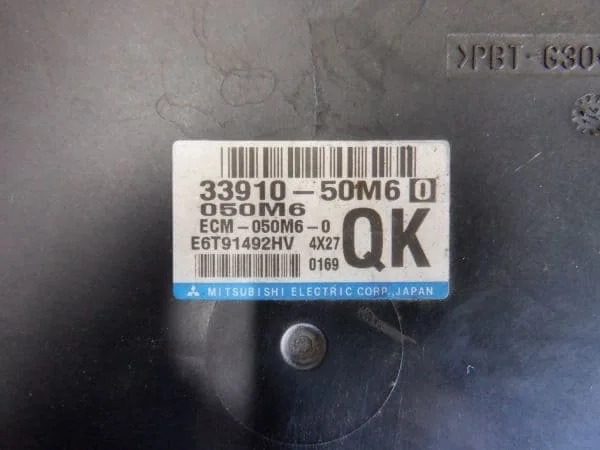 >PBT-G30<
33910-50M6 0
050M6
ECM-050M6-0
E6T91492HV 4X27
0169
QK
MITSUBISHI ELECTRIC CORP., JAPAN